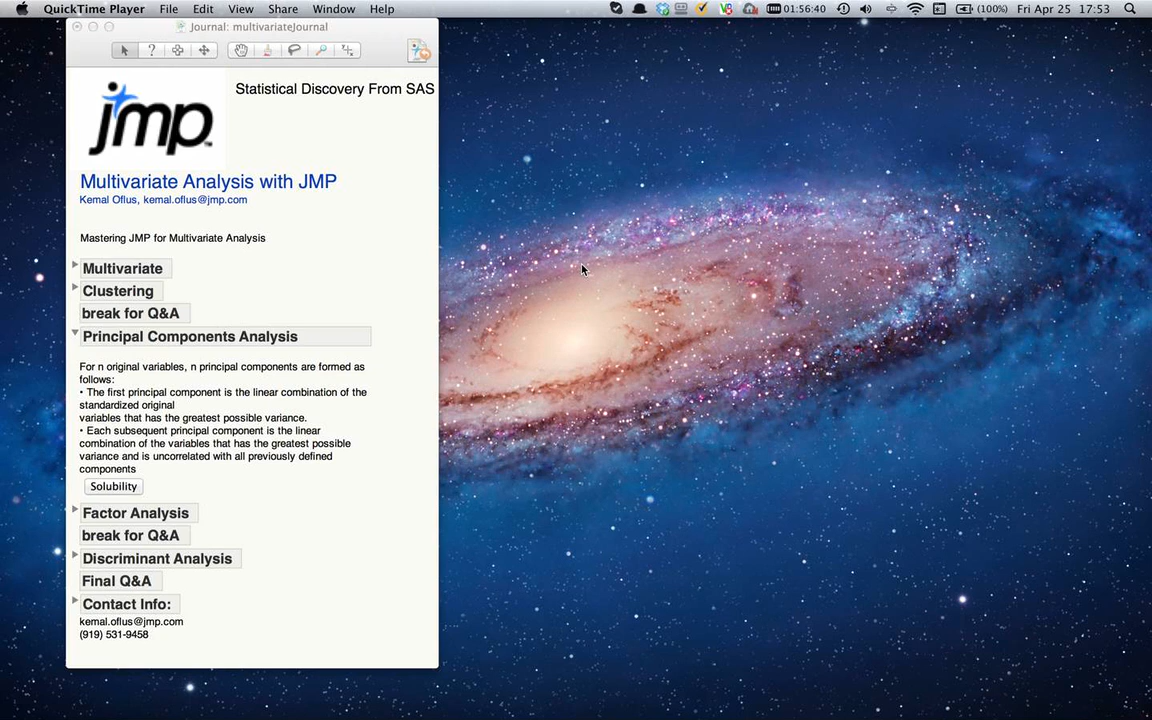 QuickTime Player File Edit View Share Window Help 01:56:40 (100%) Fri Apr 25 17:53
Journal: multivariateJournal
jmp
Statistical Discovery From SAS
Multivariate Analysis with JMP
Kemal Oflus, kemal.oflus@jmp.com
Mastering JMP for Multivariate Analysis
Multivariate
Clustering
break for Q&A
Principal Components Analysis
For n original variables, n principal components are formed as
follows:
• The first principal component is the linear combination of the
standardized original
variables that has the greatest possible variance.
• Each subsequent principal component is the linear
combination of the variables that has the greatest possible
variance and is uncorrelated with all previously defined
components
Solubility
Factor Analysis
break for Q&A
Discriminant Analysis
Final Q&A
Contact Info:
kemal.oflus@jmp.com
(919) 531-9458